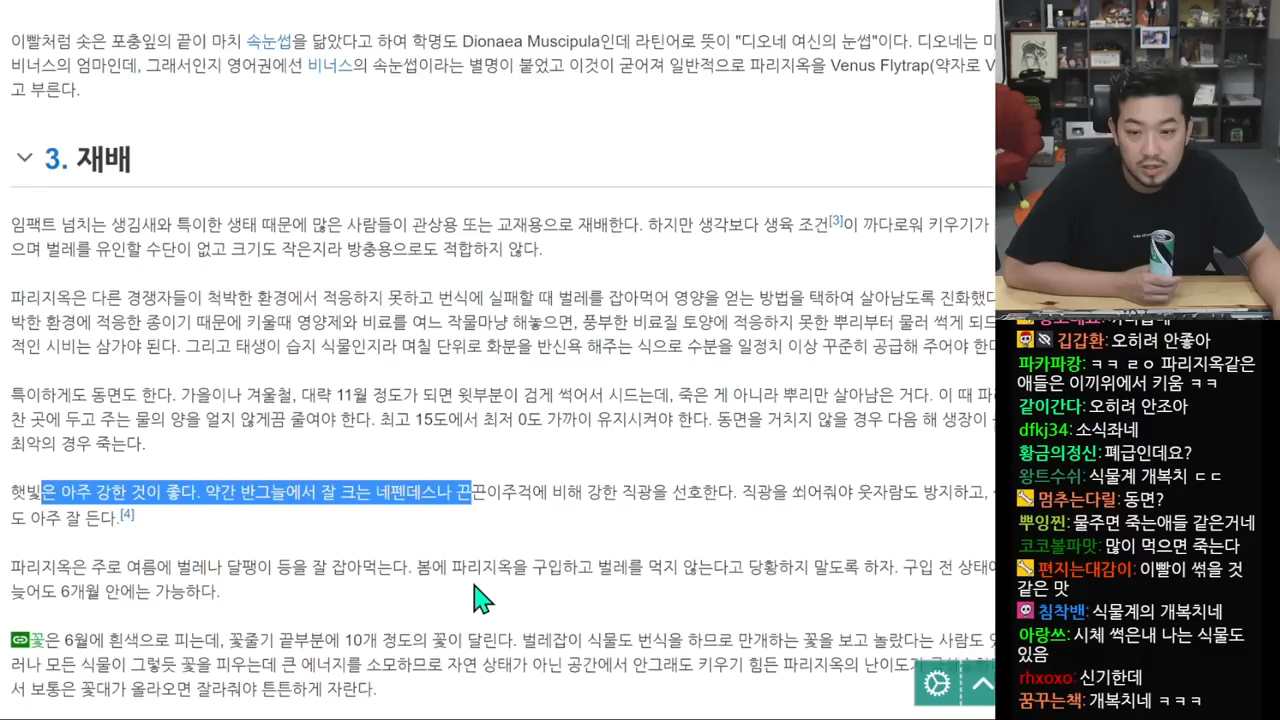 이빨처럼 솟은 포충잎의 끝이 마치 속눈썹을 닮았다고 하여 학명도 Dionaea Muscipula인데 라틴어로 뜻이 "디오네 여신의 눈썹"이다. 디오네는
비너스의 엄마인데, 그래서인지 영어권에선 비너스의 속눈썹이라는 별명이 붙었고 이것이 굳어져 일반적으로 파리지옥을 Venus Flytrap(약자로 V
고 부른다.
3. 재배
임팩트 넘치는 생김새와 특이한 생태 때문에 많은 사람들이 관상용 또는 교재용으로 재배한다. 하지만 생각보다 생육 조건[3]이 까다로워 키우기가
으며 벌레를 유인할 수단이 없고 크기도 작은지라 방충용으로도 적합하지 않다.
파리지옥은 다른 경쟁자들이 척박한 환경에서 적응하지 못하고 번식에 실패할 때 벌레를 잡아먹어 영양을 얻는 방법을 택하여 살아남도록 진화했다
박한 환경에 적응한 종이기 때문에 키울때 영양제와 비료를 여느 작물마냥 해놓으면, 풍부한 비료질 토양에 적응하지 못한 뿌리부터 물러 썩게 되므
적인 시비는 삼가야 된다. 그리고 태생이 습지식물인지라 며칠 단위로 화분을 반신욕 해주는 식으로 수분을 일정치 이상 꾸준히 공급해 주어야 한다
특이하게도 동면도 한다. 가을이나 겨울철, 대략 11월 정도가 되면 윗부분이 검게 썩어서 시드는데, 죽은 게 아니라 뿌리만 살아남은 거다. 이 때
찬 곳에 두고 주는 물의 양을 얼지 않게끔 줄여야 한다. 최고 15도에서 최저 0도 가까이 유지시켜야 한다. 동면을 거치지 않을 경우 다음 해 생장이
최악의 경우 죽는다.
햇빛은 아주 강한 것이 좋다. 약간 반그늘에서 잘 크는 네펜데스나 끈끈이주걱에 비해 강한 직광을 선호한다. 직광을 쐬어줘야 웃자람도 방지하고,
도 아주 잘 든다.[4]
파리지옥은 주로 여름에 벌레나 달팽이 등을 잘 잡아먹는다. 봄에 파리지옥을 구입하고 벌레를 먹지 않는다고 당황하지 말도록 하자. 구입 전 상태
늦어도 6개월 안에는 가능하다.
꽃은 6월에 흰색으로 피는데, 꽃줄기 끝부분에 10개 정도의 꽃이 달린다. 벌레잡이 식물도 번식을 하므로 만개하는 꽃을 보고 놀랐다는 사람도
러나 모든 식물이 그렇듯 꽃을 피우는데 큰 에너지를 소모하므로 자연 상태가 아닌 공간에서 안그래도 키우기 힘든 파리지옥의 난이도가
서 보통은 꽃대가 올라오면 잘라줘야 튼튼하게 자란다.
깁갑환: 오히려 안좋아
파카파캉: ㅋㅋ ㄹㅇ 파리지옥같은
애들은 이끼위에서 키움 ㅋㅋ
같이간다: 오히려 안조아
dfkj34: 소식좌네
황금의정신: 폐급인데요?
왕트수쉬: 식물계 개복치 ㄷㄷ
멈추는다릴: 동면?
뿌잉찐: 물주면 죽는애들 같은거네
코코볼파맛: 많이 먹으면 죽는다
편지는대감이: 이빨이 썪을 것
같은 맛
침착밴: 식물계의 개복치네
아랑쓰: 시체 썩은내 나는 식물도
있음
rhxoxo: 신기한데
꿈꾸는책: 개복치네 ㅋㅋㅋ